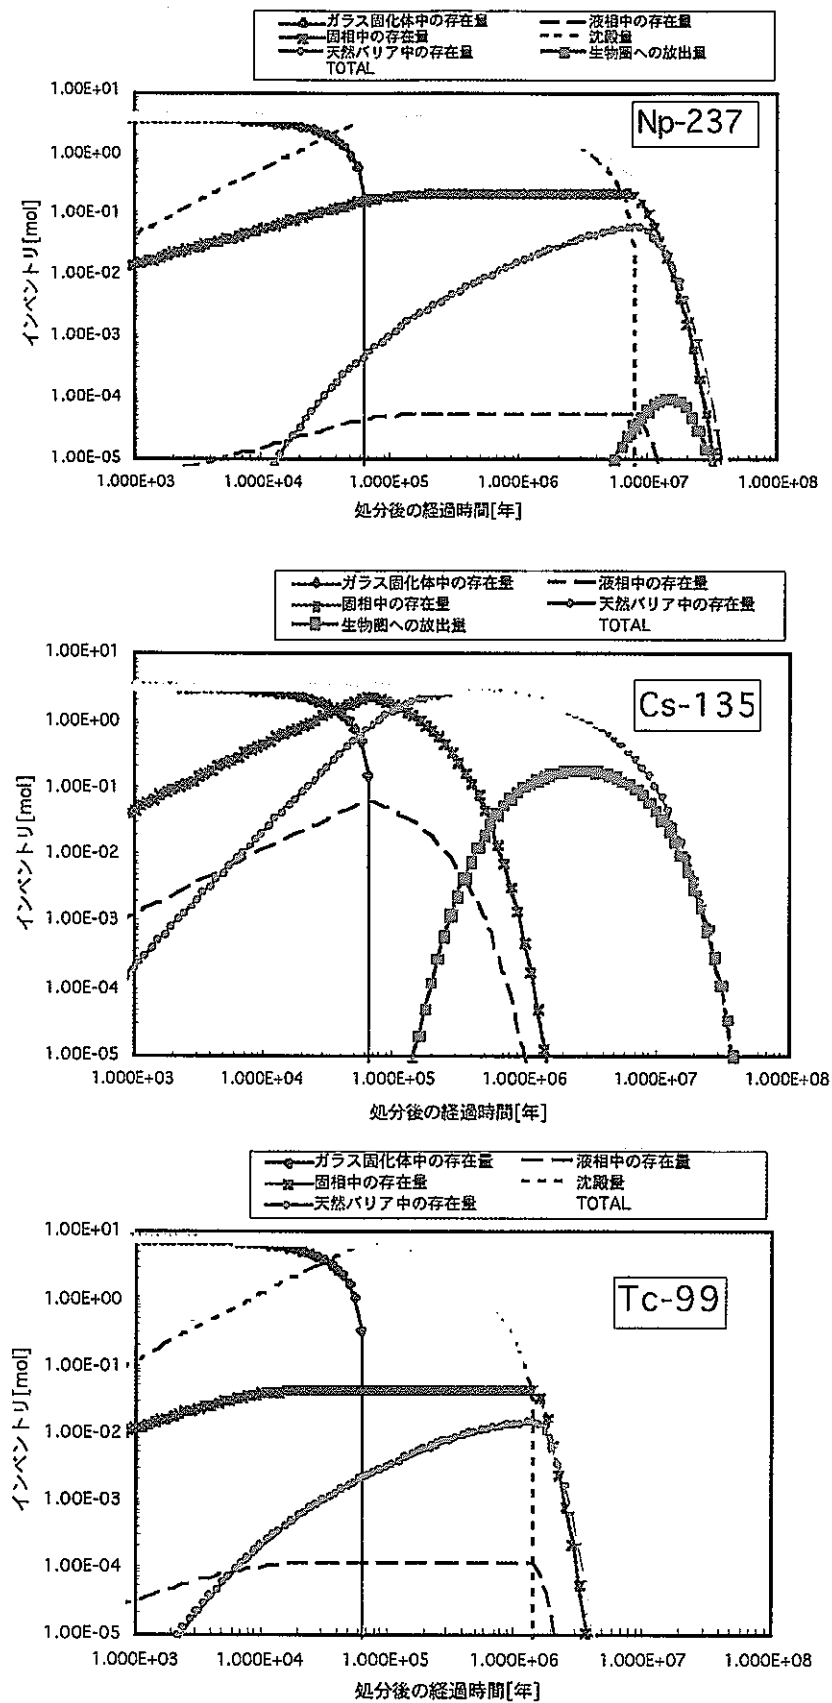 ガラス固化体中の存在量 液相中の存在量
固相中の存在量 沈殿量
天然バリア中の存在量 生物圏への放出量
TOTAL
1.00E+01
1.00E+00
1.00E-01
1.00E-02
1.00E-03
1.00E-04
1.00E-05
インベントリ[mol]
Np-237
1.000E+03 1.000E+04 1.000E+05 1.000E+06 1.000E+07 1.000E+08
処分後の経過時間[年]
ガラス固化体中の存在量 液相中の存在量
固相中の存在量 天然バリア中の存在量
生物圏への放出量 TOTAL
1.00E+01
1.00E+00
1.00E-01
1.00E-02
1.00E-03
1.00E-04
1.00E-05
インベントリ[mol]
Cs-135
1.000E+03 1.000E+04 1.000E+05 1.000E+06 1.000E+07 1.000E+08
処分後の経過時間[年]
ガラス固化体中の存在量 液相中の存在量
固相中の存在量 沈殿量
天然バリア中の存在量 TOTAL
1.00E+01
1.00E+00
1.00E-01
1.00E-02
1.00E-03
1.00E-04
1.00E-05
インベントリ[mol]
Tc-99
1.000E+03 1.000E+04 1.000E+05 1.000E+06 1.000E+07 1.000E+08
処分後の経過時間[年]